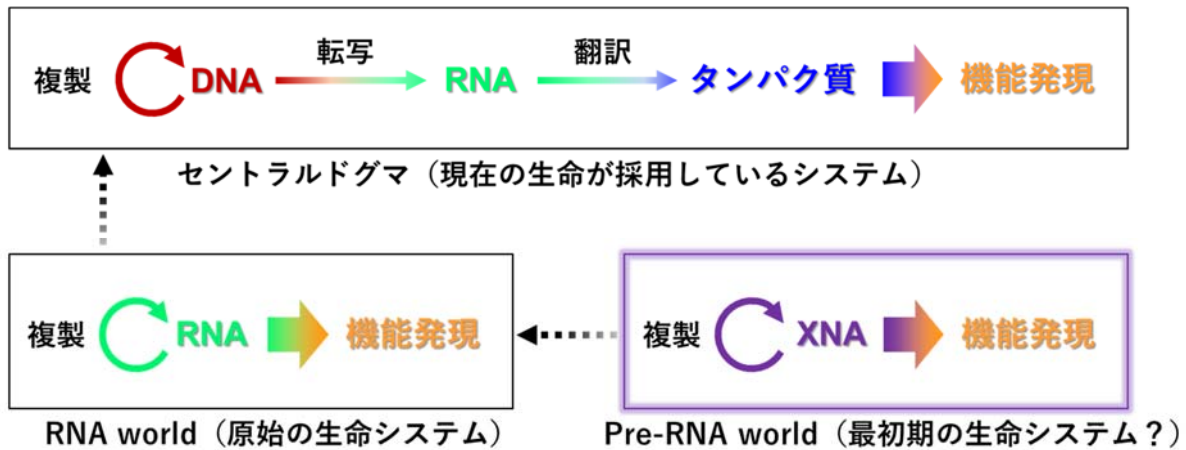 転写 翻訳
複製 DNA RNA タンパク質 機能発現
セントラルドグマ（現在の生命が採用しているシステム）
複製 RNA 機能発現
RNA world（原始の生命システム）
複製 XNA 機能発現
Pre-RNA world（最初期の生命システム？）